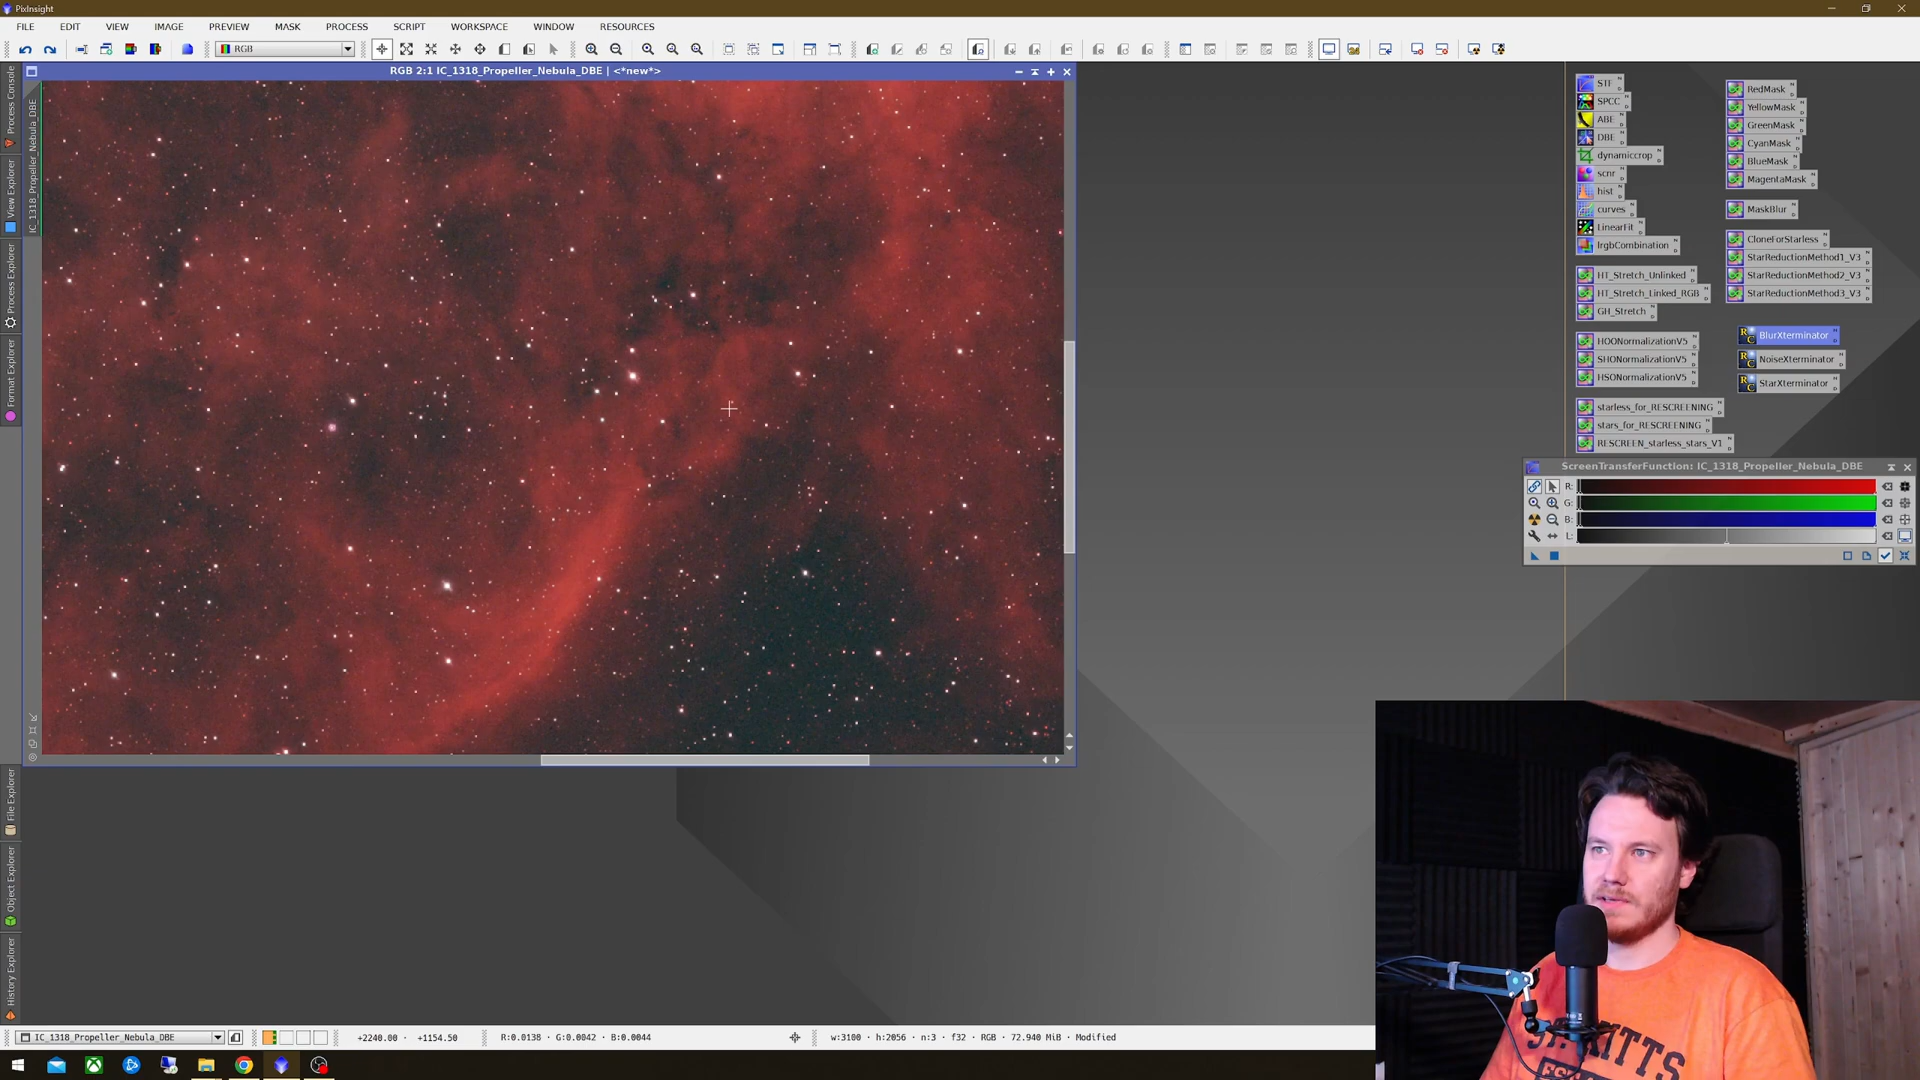 PixInsight
FILE EDIT VIEW PREVIEW MASK IMAGE PROCESS SCRIPT WORKSPACE WINDOW RESOURCES
RGB
RGB 2:1 IC_1318_Propeller_Nebula_DBE | <*new*>
IC_1318_Propeller_Nebula_DBE
Process Console
View Explorer
Process Explorer
Format Explorer
File Explorer
Object Explorer
History Explorer
STF
SPCC
ABE
DBE
dynamiccrop
scnr
hist
curves
LinearFit
lrgbCombination
HT_Stretch_Unlinked
HT_Stretch_Linked_RGB
GH_Stretch
HOONormalizationV5
SHONormalizationV5
HSONormalizationV5
starless_for_RESCREENING
stars_for_RESCREENING
RESCREEN_starless_stars_V1
RedMask
YellowMask
GreenMask
CyanMask
BlueMask
MagentaMask
MaskBlur
CloneForStarless
StarReductionMethod1_V3
StarReductionMethod2_V3
StarReductionMethod3_V3
BlurXterminator
NoiseXterminator
StarXterminator
ScreenTransferFunction: IC_1318_Propeller_Nebula_DBE
R:
G:
B:
L:
IC_1318_Propeller_Nebula_DBE +2240.00 · +1154.50 R:0.0138 · G:0.0042 · B:0.0044 w:3100 · h:2056 · n:3 · f32 · RGB · 72.940 MiB · Modified